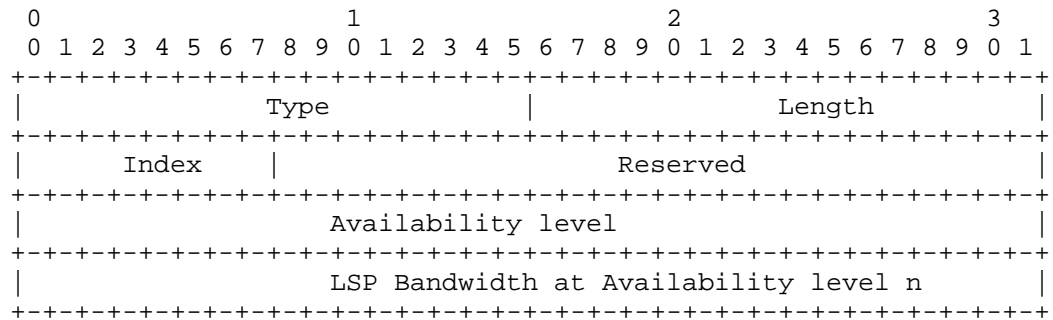 0                   1                   2                   3
 0 1 2 3 4 5 6 7 8 9 0 1 2 3 4 5 6 7 8 9 0 1 2 3 4 5 6 7 8 9 0 1
+-+-+-+-+-+-+-+-+-+-+-+-+-+-+-+-+-+-+-+-+-+-+-+-+-+-+-+-+-+-+-+-+
|               Type            |               Length          |
+-+-+-+-+-+-+-+-+-+-+-+-+-+-+-+-+-+-+-+-+-+-+-+-+-+-+-+-+-+-+-+-+
|      Index    |                     Reserved                  |
+-+-+-+-+-+-+-+-+-+-+-+-+-+-+-+-+-+-+-+-+-+-+-+-+-+-+-+-+-+-+-+-+
|                   Availability level                          |
+-+-+-+-+-+-+-+-+-+-+-+-+-+-+-+-+-+-+-+-+-+-+-+-+-+-+-+-+-+-+-+-+
|                   LSP Bandwidth at Availability level n       |
+-+-+-+-+-+-+-+-+-+-+-+-+-+-+-+-+-+-+-+-+-+-+-+-+-+-+-+-+-+-+-+-+